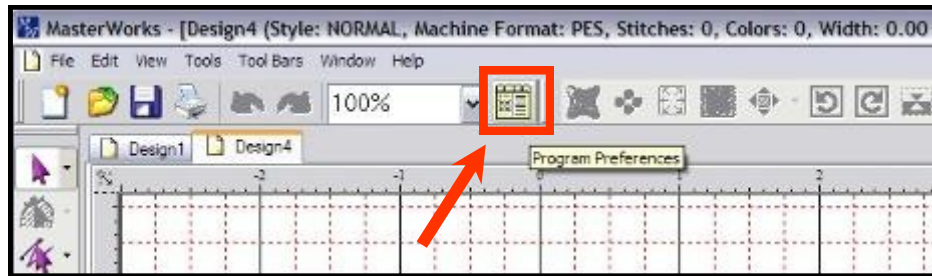 MasterWorks - [Design4 (Style: NORMAL, Machine Format: PES, Stitches: 0, Colors: 0, Width: 0.00
File Edit View Tools Tool Bars Window Help
100%
Design1 Design4
Program Preferences
-2 -1 0 1 2